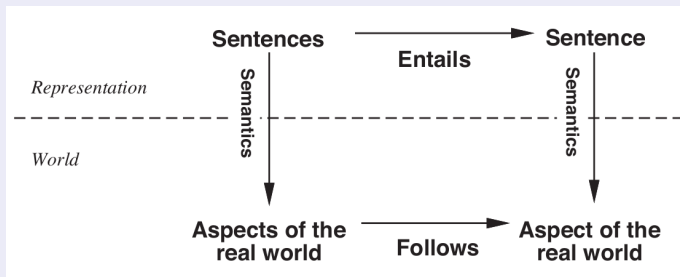 Sentences
Sentence
Entails
Semantics
Semantics
Representation
World
Aspects of the
real world
Follows
Aspect of the
real world